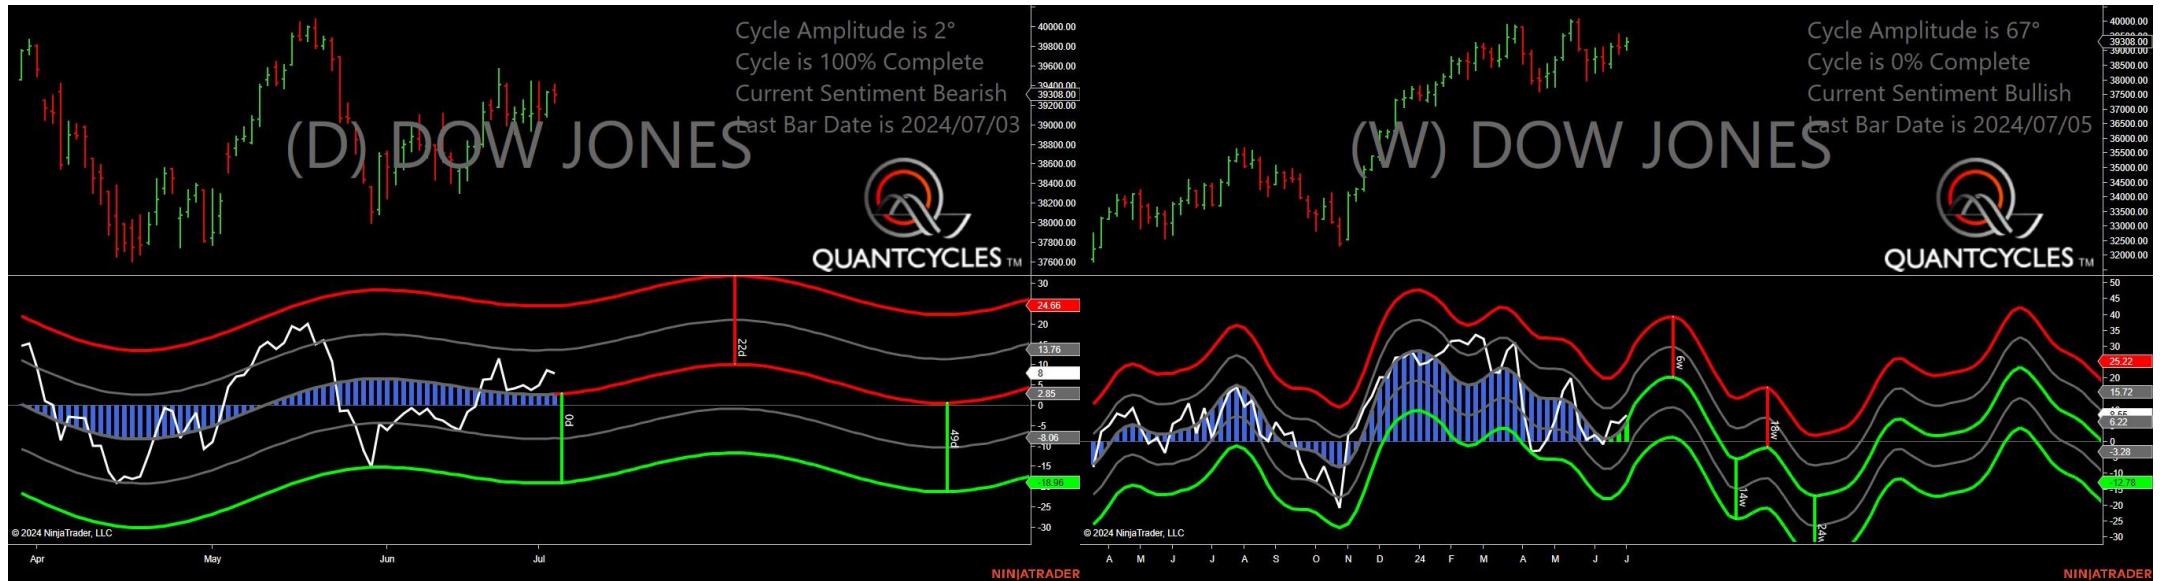 Cycle Amplitude is 2°
Cycle is 100% Complete
Current Sentiment Bearish
Last Bar Date is 2024/07/03
(D) DOW JONES
QUANTCYCLES TM
40000.00
39800.00
39600.00
39400.00
39308.00
39200.00
39000.00
38800.00
38600.00
38400.00
38200.00
38000.00
37800.00
37600.00
30
24.66
20
13.76
10
8
5
2.85
0
-5
-8.06
-10
-15
-18.96
-25
-30
22d
0d
49d
© 2024 NinjaTrader, LLC
Apr May Jun Jul
NINJATRADER
Cycle Amplitude is 67°
Cycle is 0% Complete
Current Sentiment Bullish
Last Bar Date is 2024/07/05
(W) DOW JONES
QUANTCYCLES TM
40000.00
39308.00
39000.00
38500.00
38000.00
37500.00
37000.00
36500.00
36000.00
35500.00
35000.00
34500.00
34000.00
33500.00
33000.00
32500.00
32000.00
50
45
40
35
30
25.22
20
15.72
10
6.22
0
-3.28
-10
-12.78
-20
-25
-30
6w
18w
14w
24w
© 2024 NinjaTrader, LLC
A M J J A S O N D 24 F M A M J J
NINJATRADER